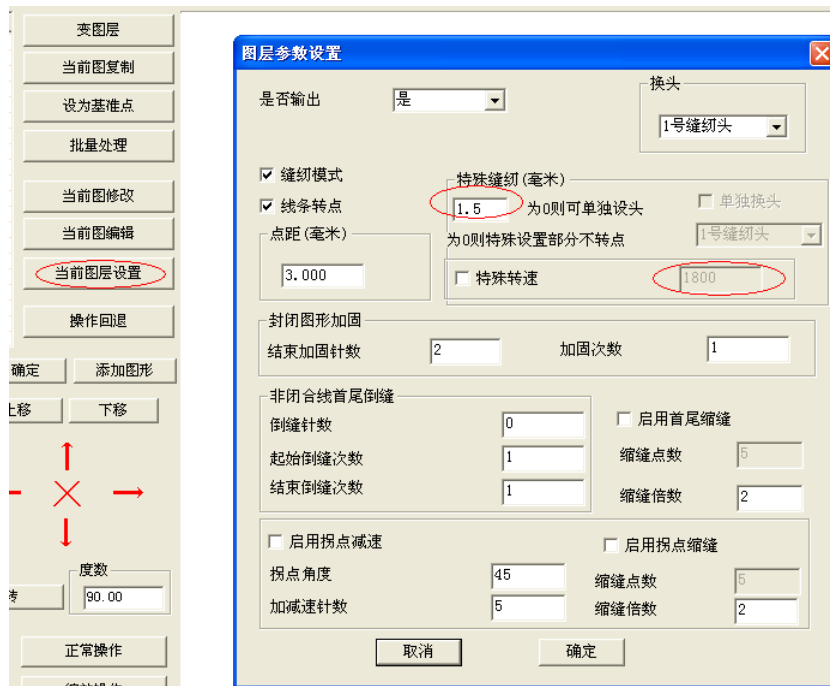 变图层
当前图复制
设为基准点
批量处理
当前图修改
当前图编辑
当前图层设置
操作回退
确定
添加图形
上移
下移
度数
90.00
正常操作
图层参数设置
是否输出
是
换头
1号缝纫头
缝纫模式
线条转点
特殊缝纫(毫米)
1.5
为0则可单独设头
单独换头
点距(毫米)
为0则特殊设置部分不转点
1号缝纫头
3.000
特殊转速
1800
封闭图形加固
结束加固针数
2
加固次数
1
非闭合线首尾倒缝
倒缝针数
0
启用首尾缩缝
起始倒缝次数
1
缩缝点数
5
结束倒缝次数
1
缩缝倍数
2
启用拐点减速
启用拐点缩缝
拐点角度
45
缩缝点数
5
加减速针数
5
缩缝倍数
2
取消
确定